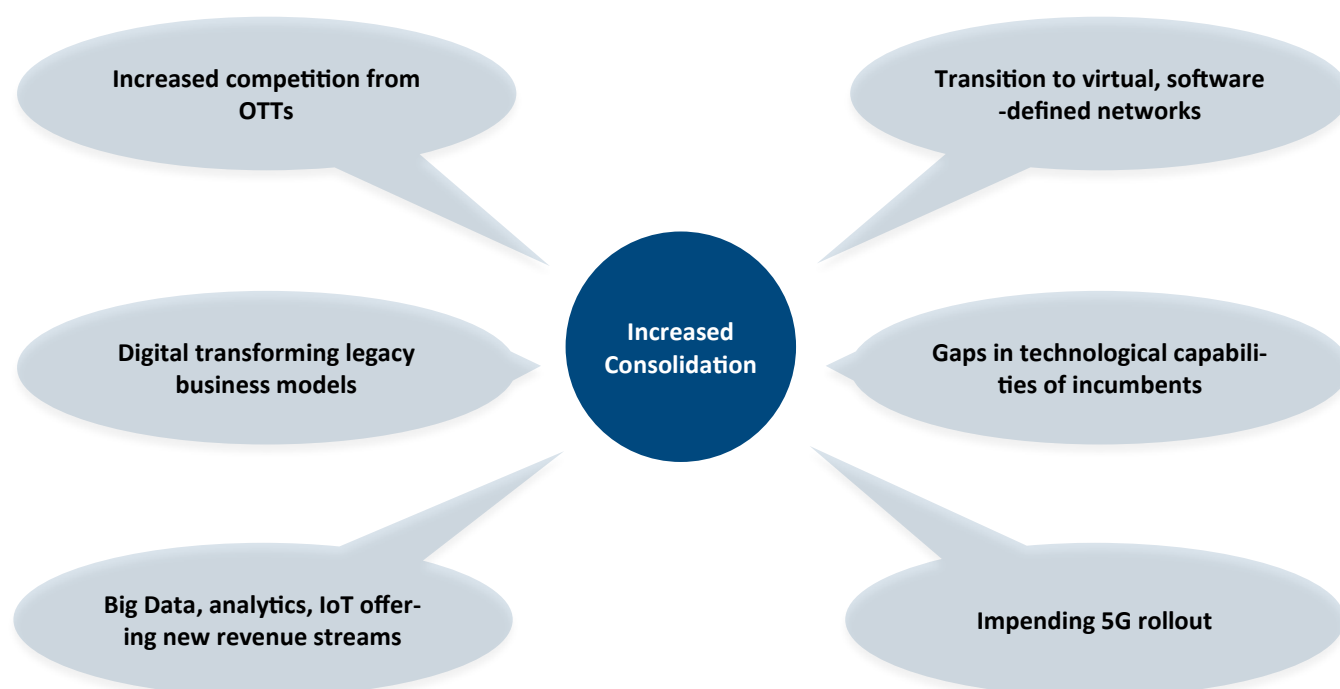 Increased competition from
OTTs
Transition to virtual, software
-defined networks
Increased
Consolidation
Digital transforming legacy
business models
Gaps in technological capabili-
ties of incumbents
Big Data, analytics, IoT offer-
ing new revenue streams
Impending 5G rollout